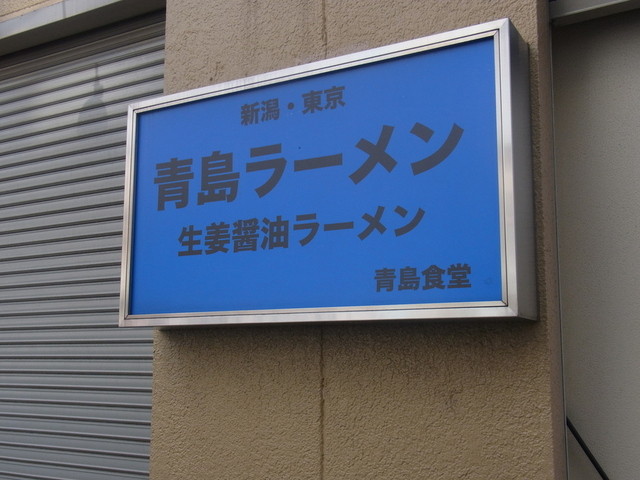 新潟・東京
青島ラーメン
生姜醤油ラーメン
青島食堂